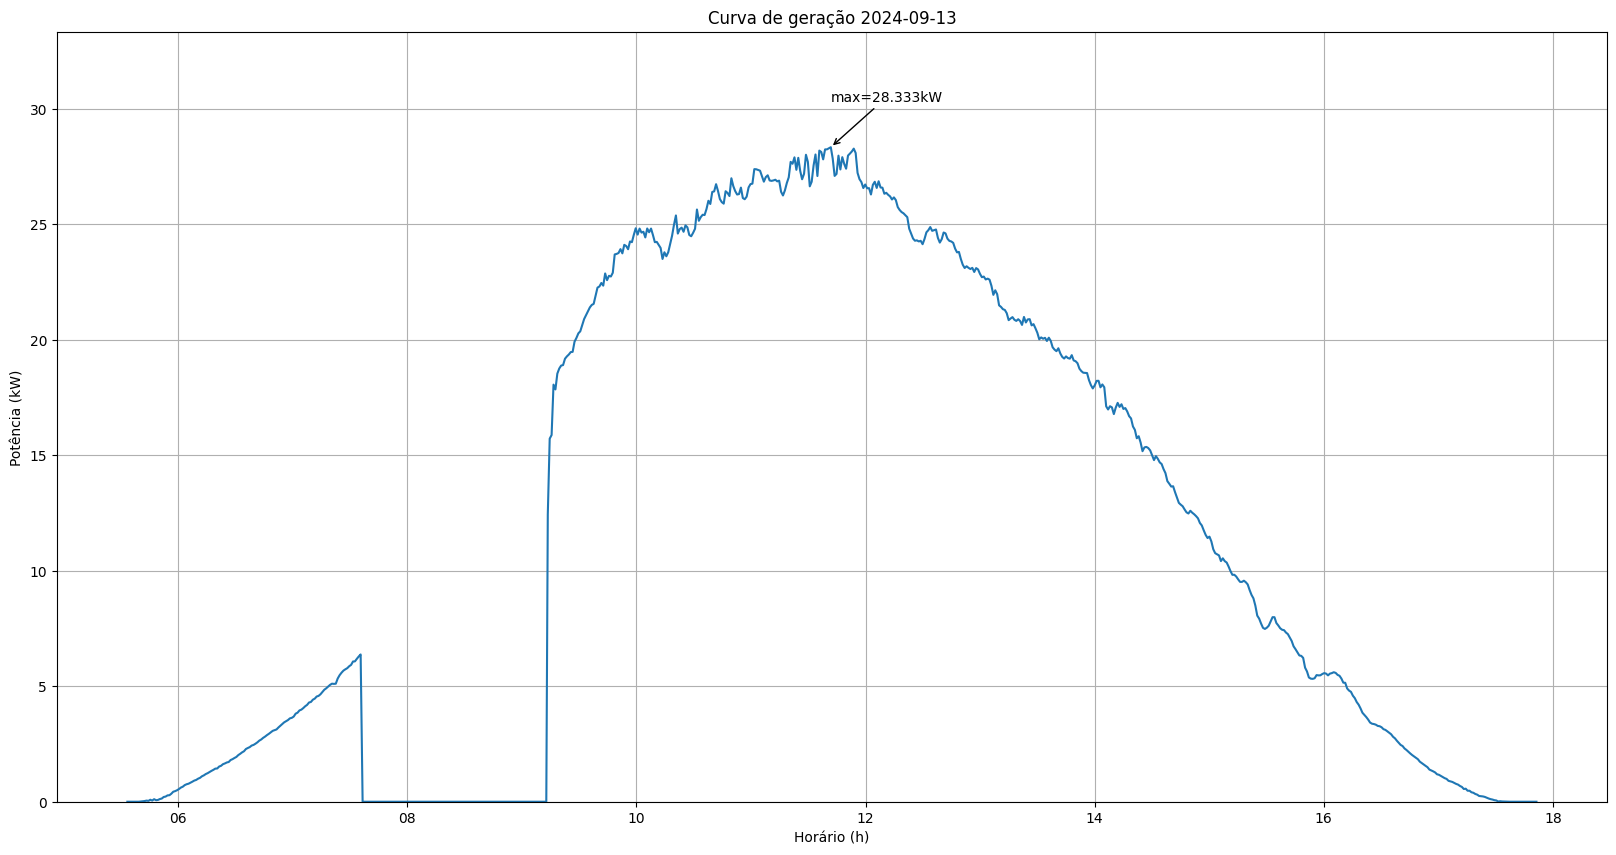 Curva de geração 2024-09-13
max=28.333kW
30
25
20
15
10
5
0
Potência (kW)
06 08 10 12 14 16 18
Horário (h)